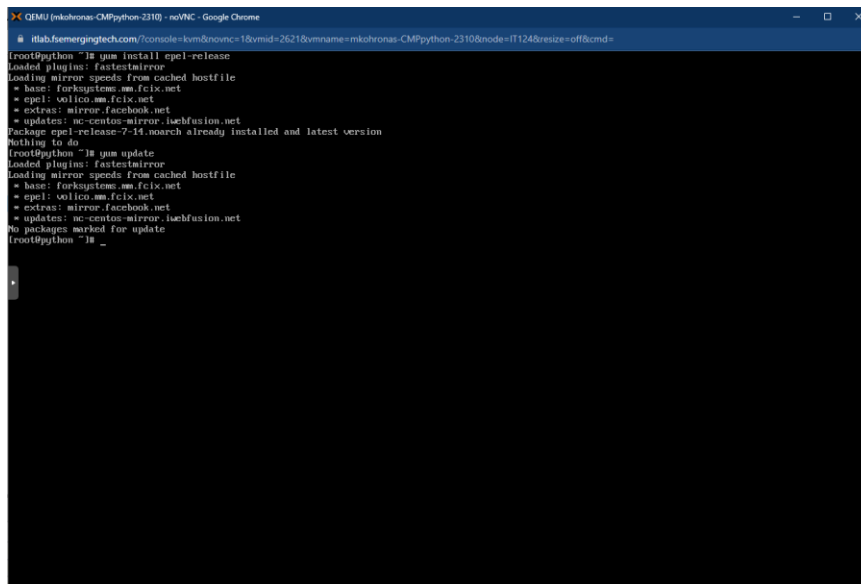 QEMU (mkohronas-CMPpython-2310) - noVNC - Google Chrome
itlab.fsemergingtech.com/?console=kvm&novnc=1&vmid=2621&vmname=mkohronas-CMPpython-2310&node=IT124&resize=off&cmd=
[root@python ~]# yum install epel-release
Loaded plugins: fastestmirror
Loading mirror speeds from cached hostfile
* base: forksystems.mm.fcix.net
* epel: volico.mm.fcix.net
* extras: mirror.facebook.net
* updates: nc-centos-mirror.iwebfusion.net
Package epel-release-7-14.noarch already installed and latest version
Nothing to do
[root@python ~]# yum update
Loaded plugins: fastestmirror
Loading mirror speeds from cached hostfile
* base: forksystems.mm.fcix.net
* epel: volico.mm.fcix.net
* extras: mirror.facebook.net
* updates: nc-centos-mirror.iwebfusion.net
No packages marked for update
[root@python ~]# _